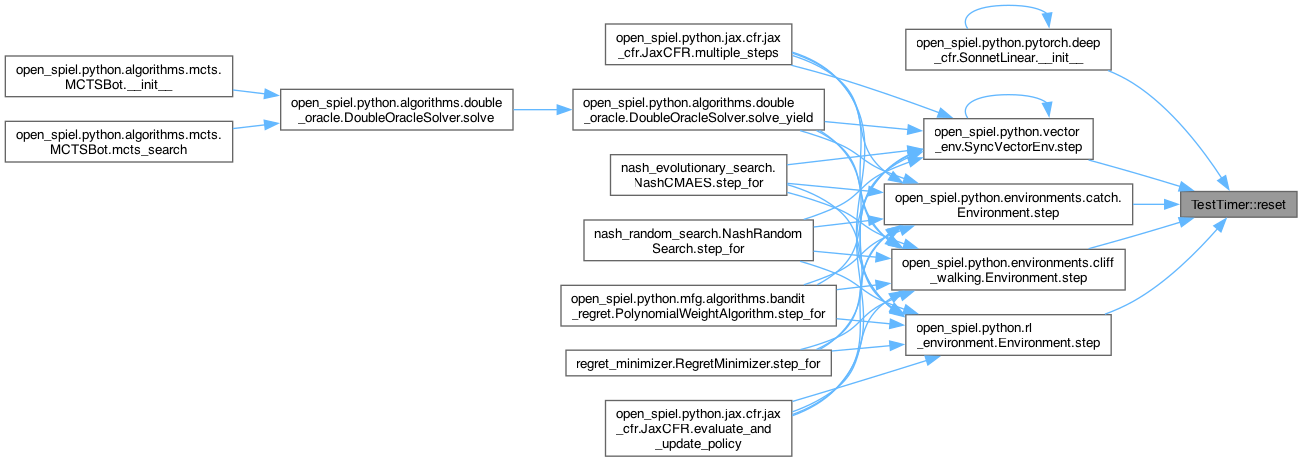 open_spiel.python.algorithms.mcts.
MCTSBot.__init__
open_spiel.python.algorithms.mcts.
MCTSBot.mcts_search
open_spiel.python.algorithms.double
_oracle.DoubleOracleSolver.solve
open_spiel.python.jax.cfr.jax
_cfr.JaxCFR.multiple_steps
open_spiel.python.algorithms.double
_oracle.DoubleOracleSolver.solve_yield
nash_evolutionary_search.
NashCMAES.step_for
nash_random_search.NashRandom
Search.step_for
open_spiel.python.mfg.algorithms.bandit
_regret.PolynomialWeightAlgorithm.step_for
regret_minimizer.RegretMinimizer.step_for
open_spiel.python.jax.cfr.jax
_cfr.JaxCFR.evaluate_and
_update_policy
open_spiel.python.pytorch.deep
_cfr.SonnetLinear.__init__
open_spiel.python.vector
_env.SyncVectorEnv.step
open_spiel.python.environments.catch.
Environment.step
open_spiel.python.environments.cliff
_walking.Environment.step
open_spiel.python.rl
_environment.Environment.step
TestTimer::reset